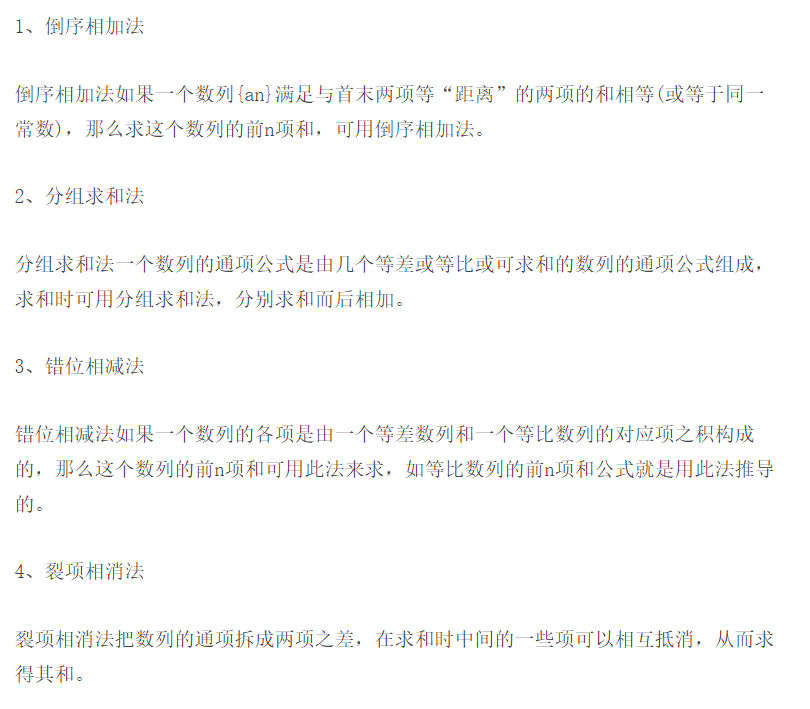 1、倒序相加法
倒序相加法如果一个数列{an}满足与首末两项等“距离”的两项的和相等(或等于同一
常数)，那么求这个数列的前n项和，可用倒序相加法。
2、分组求和法
分组求和法一个数列的通项公式是由几个等差或等比或可求和的数列的通项公式组成，
求和时可用分组求和法，分别求和而后相加。
3、错位相减法
错位相减法如果一个数列的各项是由一个等差数列和一个等比数列的对应项之积构成
的，那么这个数列的前n项和可用此法来求，如等比数列的前n项和公式就是用此法推导
的。
4、裂项相消法
裂项相消法把数列的通项拆成两项之差，在求和时中间的一些项可以相互抵消，从而求
得其和。